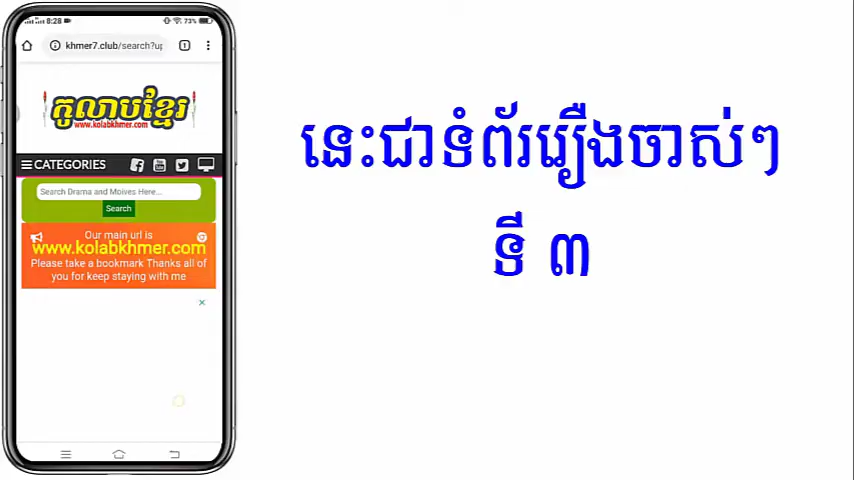 8:28
73%
khmer7.club/search?up
1
កូលាបខ្មែរ
www.kolabkhmer.com
CATEGORIES
Search Drama and Moives Here...
Search
Our main url is
www.kolabkhmer.com
Please take a bookmark Thanks all of
you for keep staying with me
នេះជាទំព័ររឿងចាស់ៗ
ទី ៣